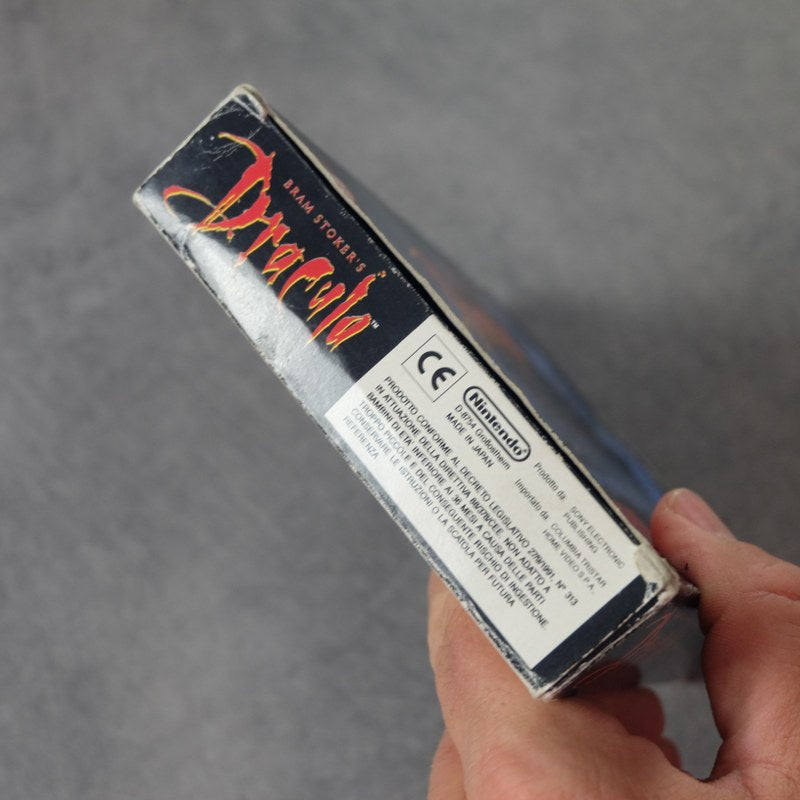 BRAM STOKER'S
Dracula™
CE
Nintendo®
D-8754 Großostheim
MADE IN JAPAN
Prodotto da: SONY ELECTRONIC
PUBLISHING
Importato da: COLUMBIA TRISTAR
HOME VIDEO S.P.A.
PRODOTTO CONFORME AL DECRETO LEGISLATIVO 27/9/1991, N° 313
IN ATTUAZIONE DELLA DIRETTIVA 88/378/CEE. NON ADATTO A
BAMBINI DI ETA' INFERIORE AI 36 MESI A CAUSA DELLE PARTI
TROPPO PICCOLE E DEL CONSEGUENTE RISCHIO DI INGESTIONE.
CONSERVARE LE ISTRUZIONI O LA SCATOLA PER FUTURA
REFERENZA